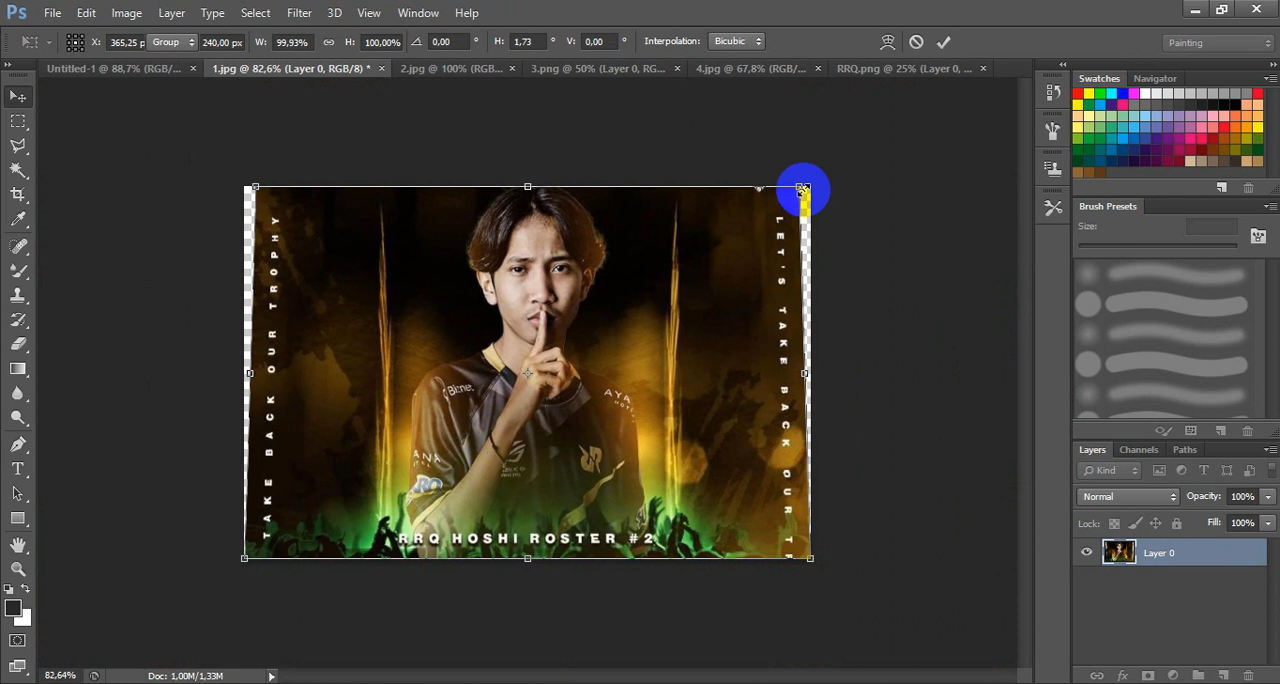 Ps File Edit Image Layer Type Select Filter 3D View Window Help
X: 365,25 p Group 240,00 px W: 99,93% H: 100,00% 0,00 ° H: 1,73 ° V: 0,00 ° Interpolation: Bicubic Painting
Untitled-1 @ 88,7% (RGB/... × 1.jpg @ 82,6% (Layer 0, RGB/8) * × 2.jpg @ 100% (RGB... × 3.png @ 50% (Layer 0, RG... × 4.jpg @ 67,8% (RGB/... × RRQ.png @ 25% (Layer 0, ... ×
Swatches Navigator
TAKE BACK OUR TROPHY
LET'S TAKE BACK OUR
Bitnet
AYA
RRQ HOSHI ROSTER #2
Brush Presets
Size:
Layers Channels Paths
Kind
Normal Opacity: 100%
Lock: Fill: 100%
Layer 0
82,64% Doc: 1,00M/1,33M